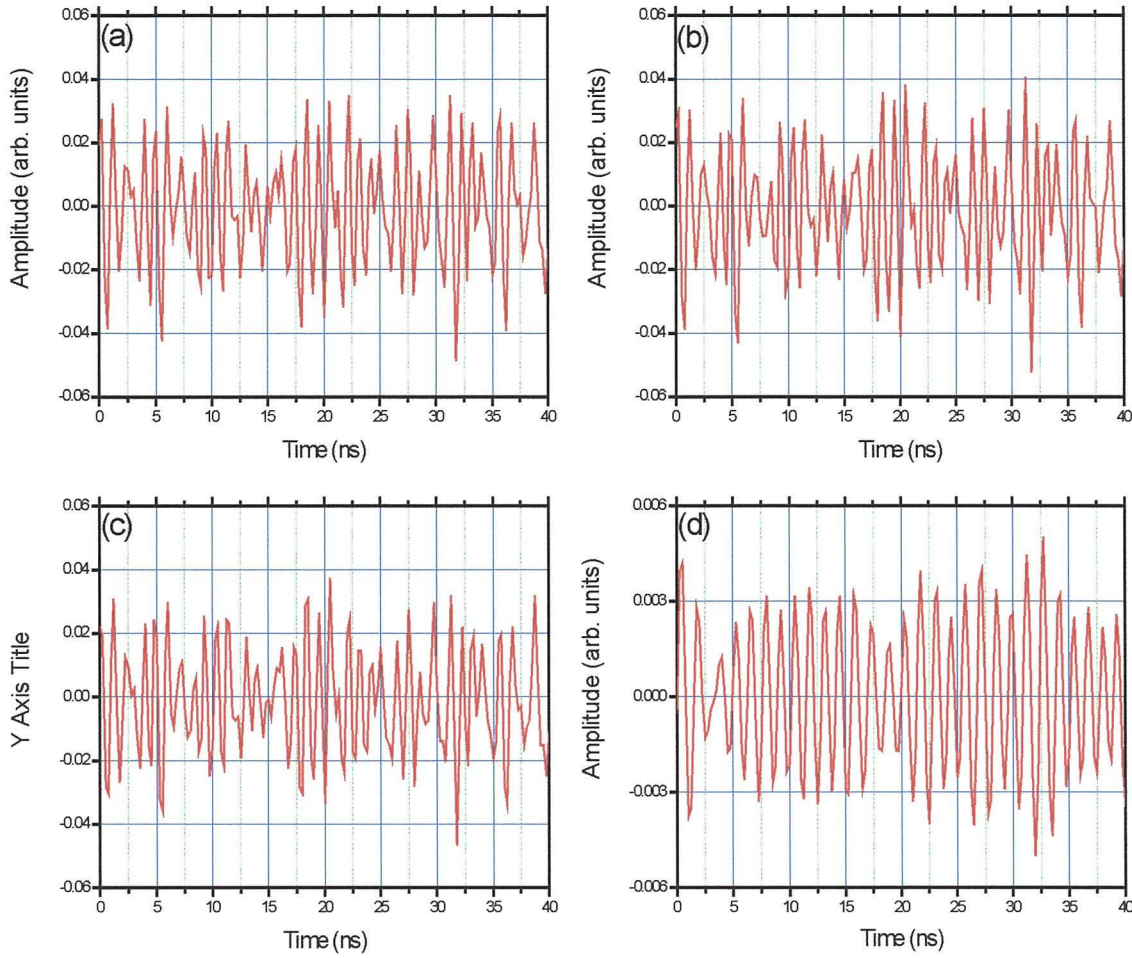 (a)
Amplitude (arb. units)
0.06
0.04
0.02
0.00
-0.02
-0.04
-0.06
0 5 10 15 20 25 30 35 40
Time (ns)
(b)
Amplitude (arb. units)
0.06
0.04
0.02
0.00
-0.02
-0.04
-0.06
0 5 10 15 20 25 30 35 40
Time (ns)
(c)
Y Axis Title
0.06
0.04
0.02
0.00
-0.02
-0.04
-0.06
0 5 10 15 20 25 30 35 40
Time (ns)
(d)
Amplitude (arb. units)
0.006
0.003
0.000
-0.003
-0.006
0 5 10 15 20 25 30 35 40
Time (ns)